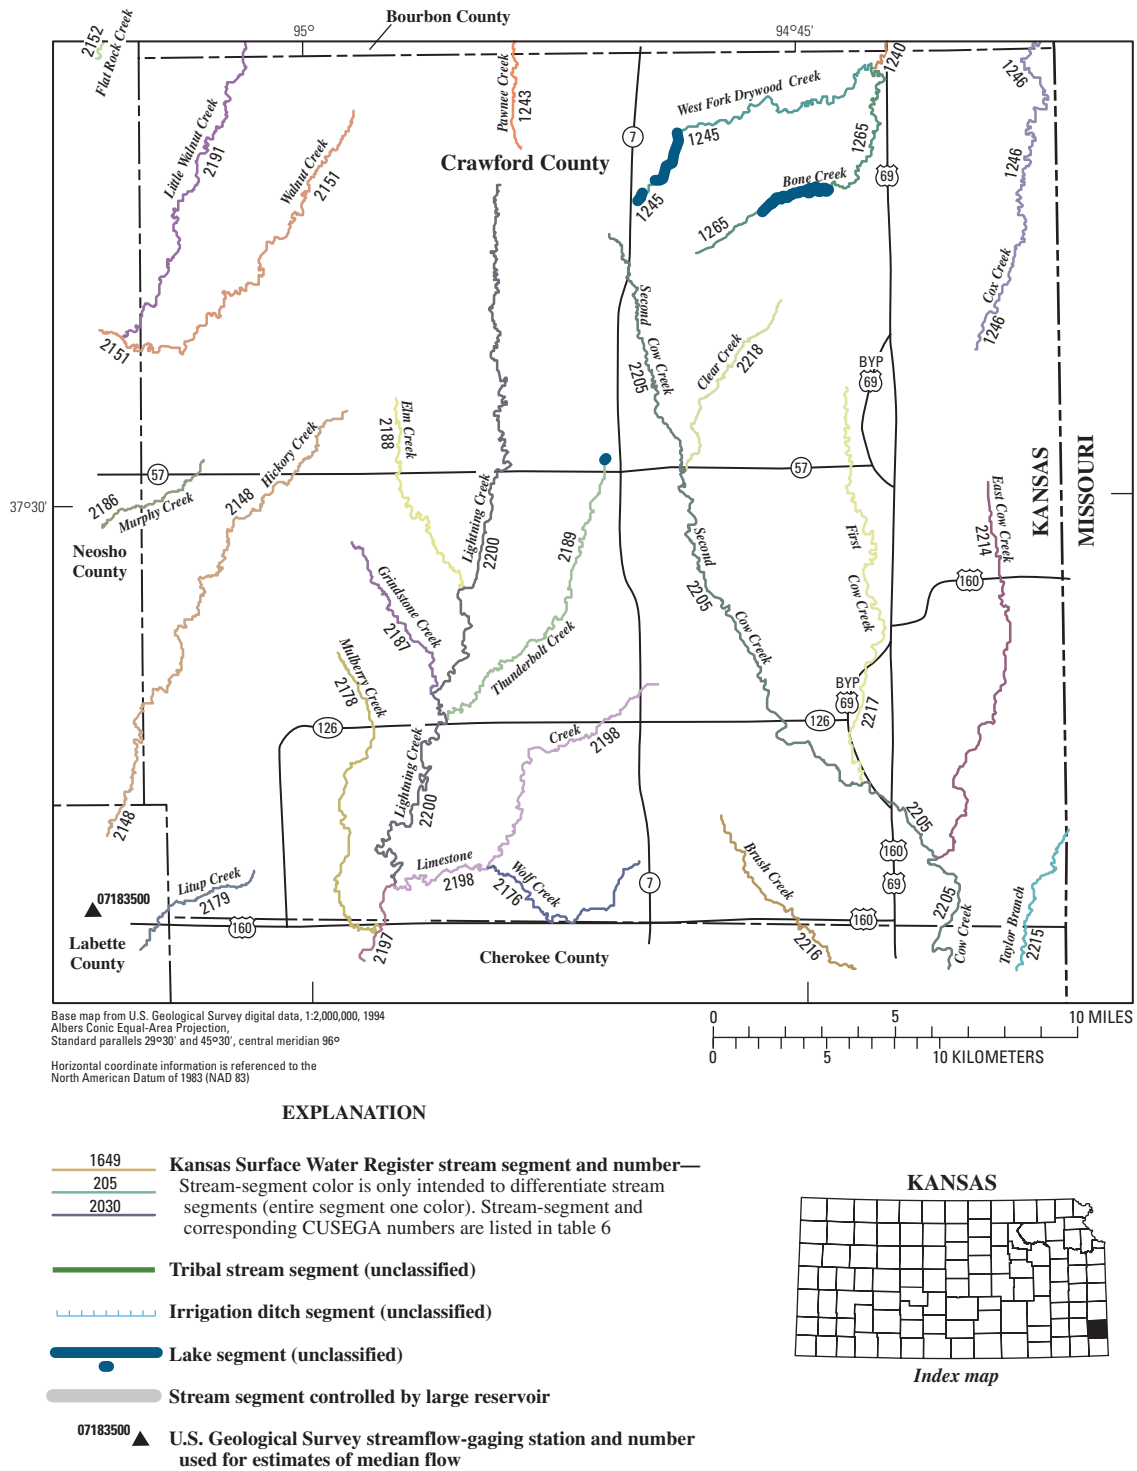 Bourbon County
95°
94°45'
2152
Flat Rock Creek
Little Walnut Creek
2191
Walnut Creek
2151
2151
Pawnee Creek
1243
Crawford County
7
West Fork Drywood Creek
1245
1245
1240
1265
Bone Creek
1265
69
1246
1246
Cox Creek
1246
Second
Cow Creek
2205
Clear Creek
2218
BYP
69
Elm Creek
2188
Hickory Creek
2148
57
57
2186
Murphy Creek
37°30'
Neosho
County
Lightning Creek
2200
2189
Second
2205
Cow Creek
First
Cow Creek
East Cow Creek
2214
KANSAS
MISSOURI
160
Grindstone Creek
2187
Mulberry Creek
2178
Thunderbolt Creek
BYP
69
2217
126
126
Creek
2198
Lightning Creek
2200
2148
Limestone
2198
Wolf Creek
2176
2205
160
69
7
Brush Creek
2216
Litup Creek
2179
07183500
160
160
2197
2205
Cow Creek
Taylor Branch
2215
Labette
County
Cherokee County
Base map from U.S. Geological Survey digital data, 1:2,000,000, 1994
Albers Conic Equal-Area Projection,
Standard parallels 29°30' and 45°30', central meridian 96°
Horizontal coordinate information is referenced to the
North American Datum of 1983 (NAD 83)
0 5 10 MILES
0 5 10 KILOMETERS
EXPLANATION
1649
205
2030
Kansas Surface Water Register stream segment and number—
Stream-segment color is only intended to differentiate stream
segments (entire segment one color). Stream-segment and
corresponding CUSEGA numbers are listed in table 6
Tribal stream segment (unclassified)
Irrigation ditch segment (unclassified)
Lake segment (unclassified)
Stream segment controlled by large reservoir
07183500
U.S. Geological Survey streamflow-gaging station and number
used for estimates of median flow
KANSAS
Index map